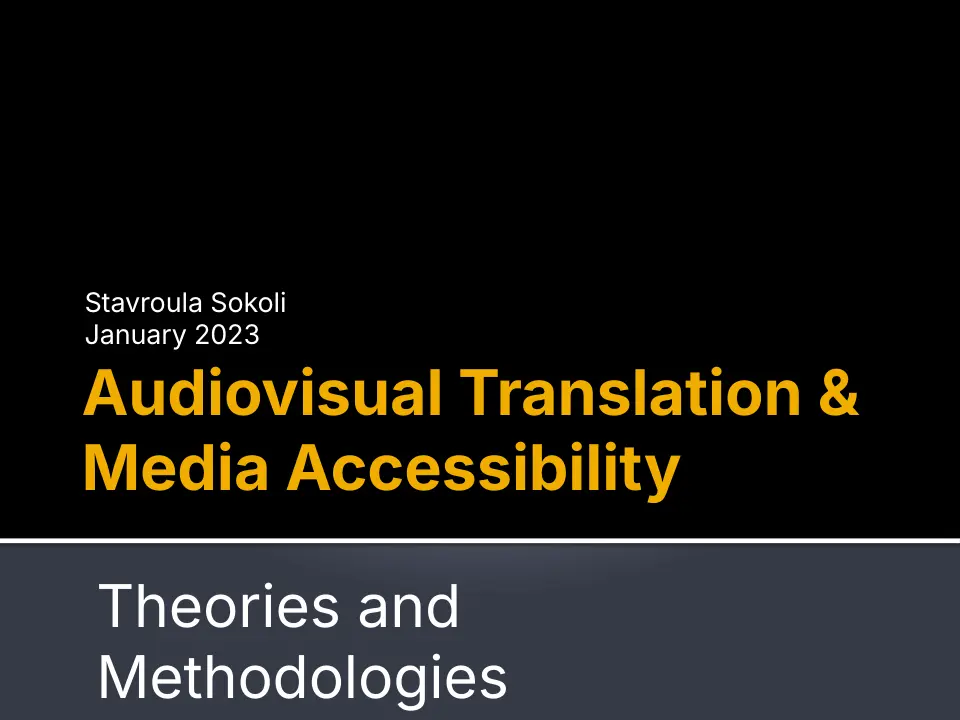 Stavroula Sokoli
January 2023
Audiovisual Translation &
Media Accessibility
Theories and
Methodologies